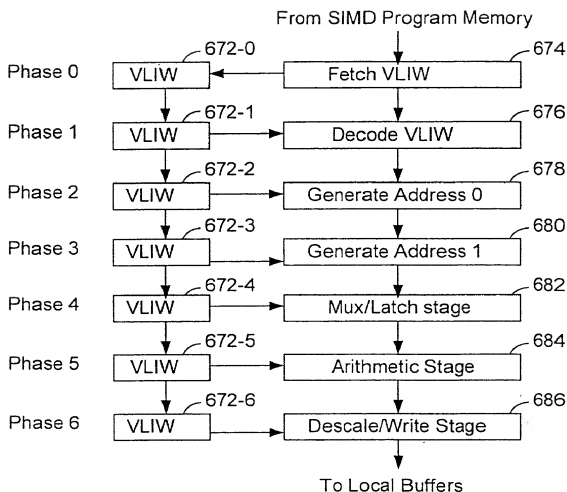 From SIMD Program Memory
672-0
674
Phase 0
VLIW
Fetch VLIW
672-1
676
Phase 1
VLIW
Decode VLIW
672-2
678
Phase 2
VLIW
Generate Address 0
672-3
680
Phase 3
VLIW
Generate Address 1
672-4
682
Phase 4
VLIW
Mux/Latch stage
672-5
684
Phase 5
VLIW
Arithmetic Stage
672-6
686
Phase 6
VLIW
Descale/Write Stage
To Local Buffers